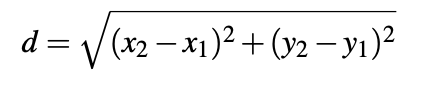 d = √(x₂ − x₁)² + (y₂ − y₁)²